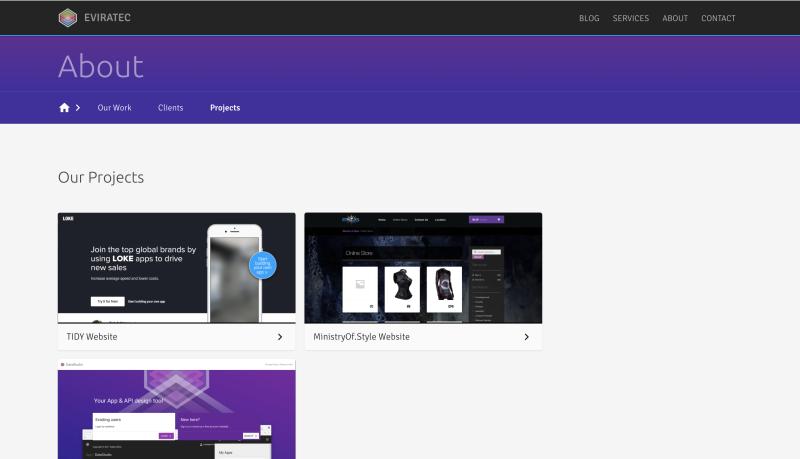 EVIRATEC
BLOG SERVICES ABOUT CONTACT
About
Our Work Clients Projects
Our Projects
LOKE
Join the top global brands by
using LOKE apps to drive
new sales
Increase average speed and lower costs.
Try it for free
Start building your own app
Start
building
your own
app >
TIDY Website
Online Store
MinistryOf.Style Website
DataStudio
Your App & API design tool
Existing users
New here?
DataStudio
My Apps